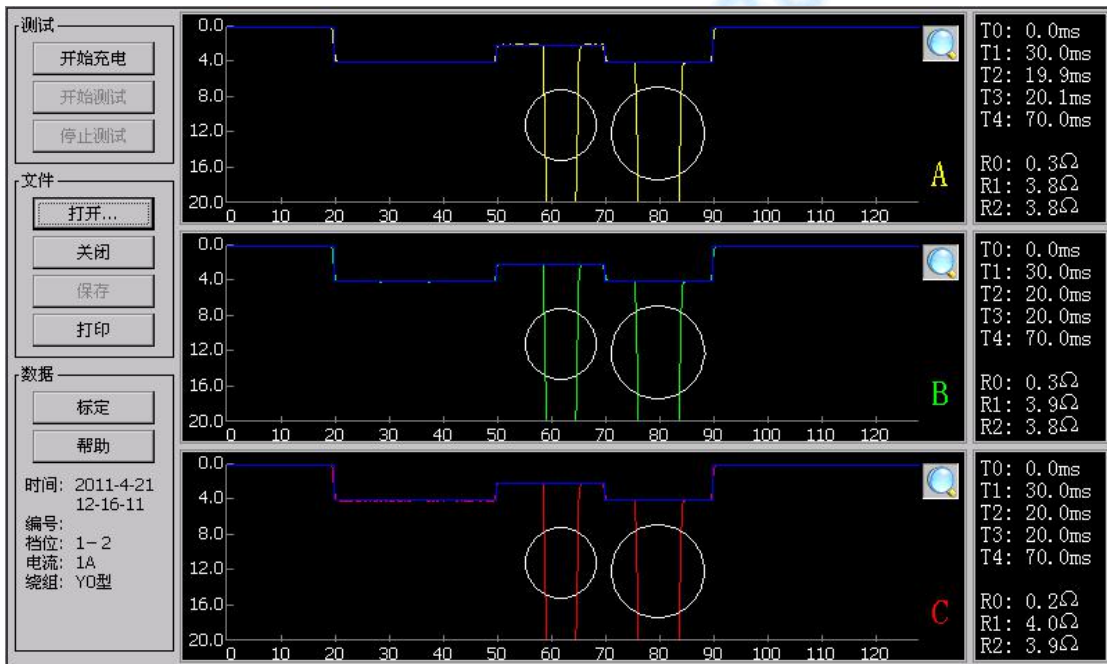 测试
开始充电
开始测试
停止测试
文件
打开...
关闭
保存
打印
数据
标定
帮助
时间: 2011-4-21
12-16-11
编号:
档位: 1-2
电流: 1A
绕组: Y0型
0.0
4.0
8.0
12.0
16.0
20.0
0 10 20 30 40 50 60 70 80 90 100 110 120
A
T0: 0.0ms
T1: 30.0ms
T2: 19.9ms
T3: 20.1ms
T4: 70.0ms
R0: 0.3Ω
R1: 3.8Ω
R2: 3.8Ω
0.0
4.0
8.0
12.0
16.0
20.0
0 10 20 30 40 50 60 70 80 90 100 110 120
B
T0: 0.0ms
T1: 30.0ms
T2: 20.0ms
T3: 20.0ms
T4: 70.0ms
R0: 0.3Ω
R1: 3.9Ω
R2: 3.8Ω
0.0
4.0
8.0
12.0
16.0
20.0
0 10 20 30 40 50 60 70 80 90 100 110 120
C
T0: 0.0ms
T1: 30.0ms
T2: 20.0ms
T3: 20.0ms
T4: 70.0ms
R0: 0.2Ω
R1: 4.0Ω
R2: 3.9Ω